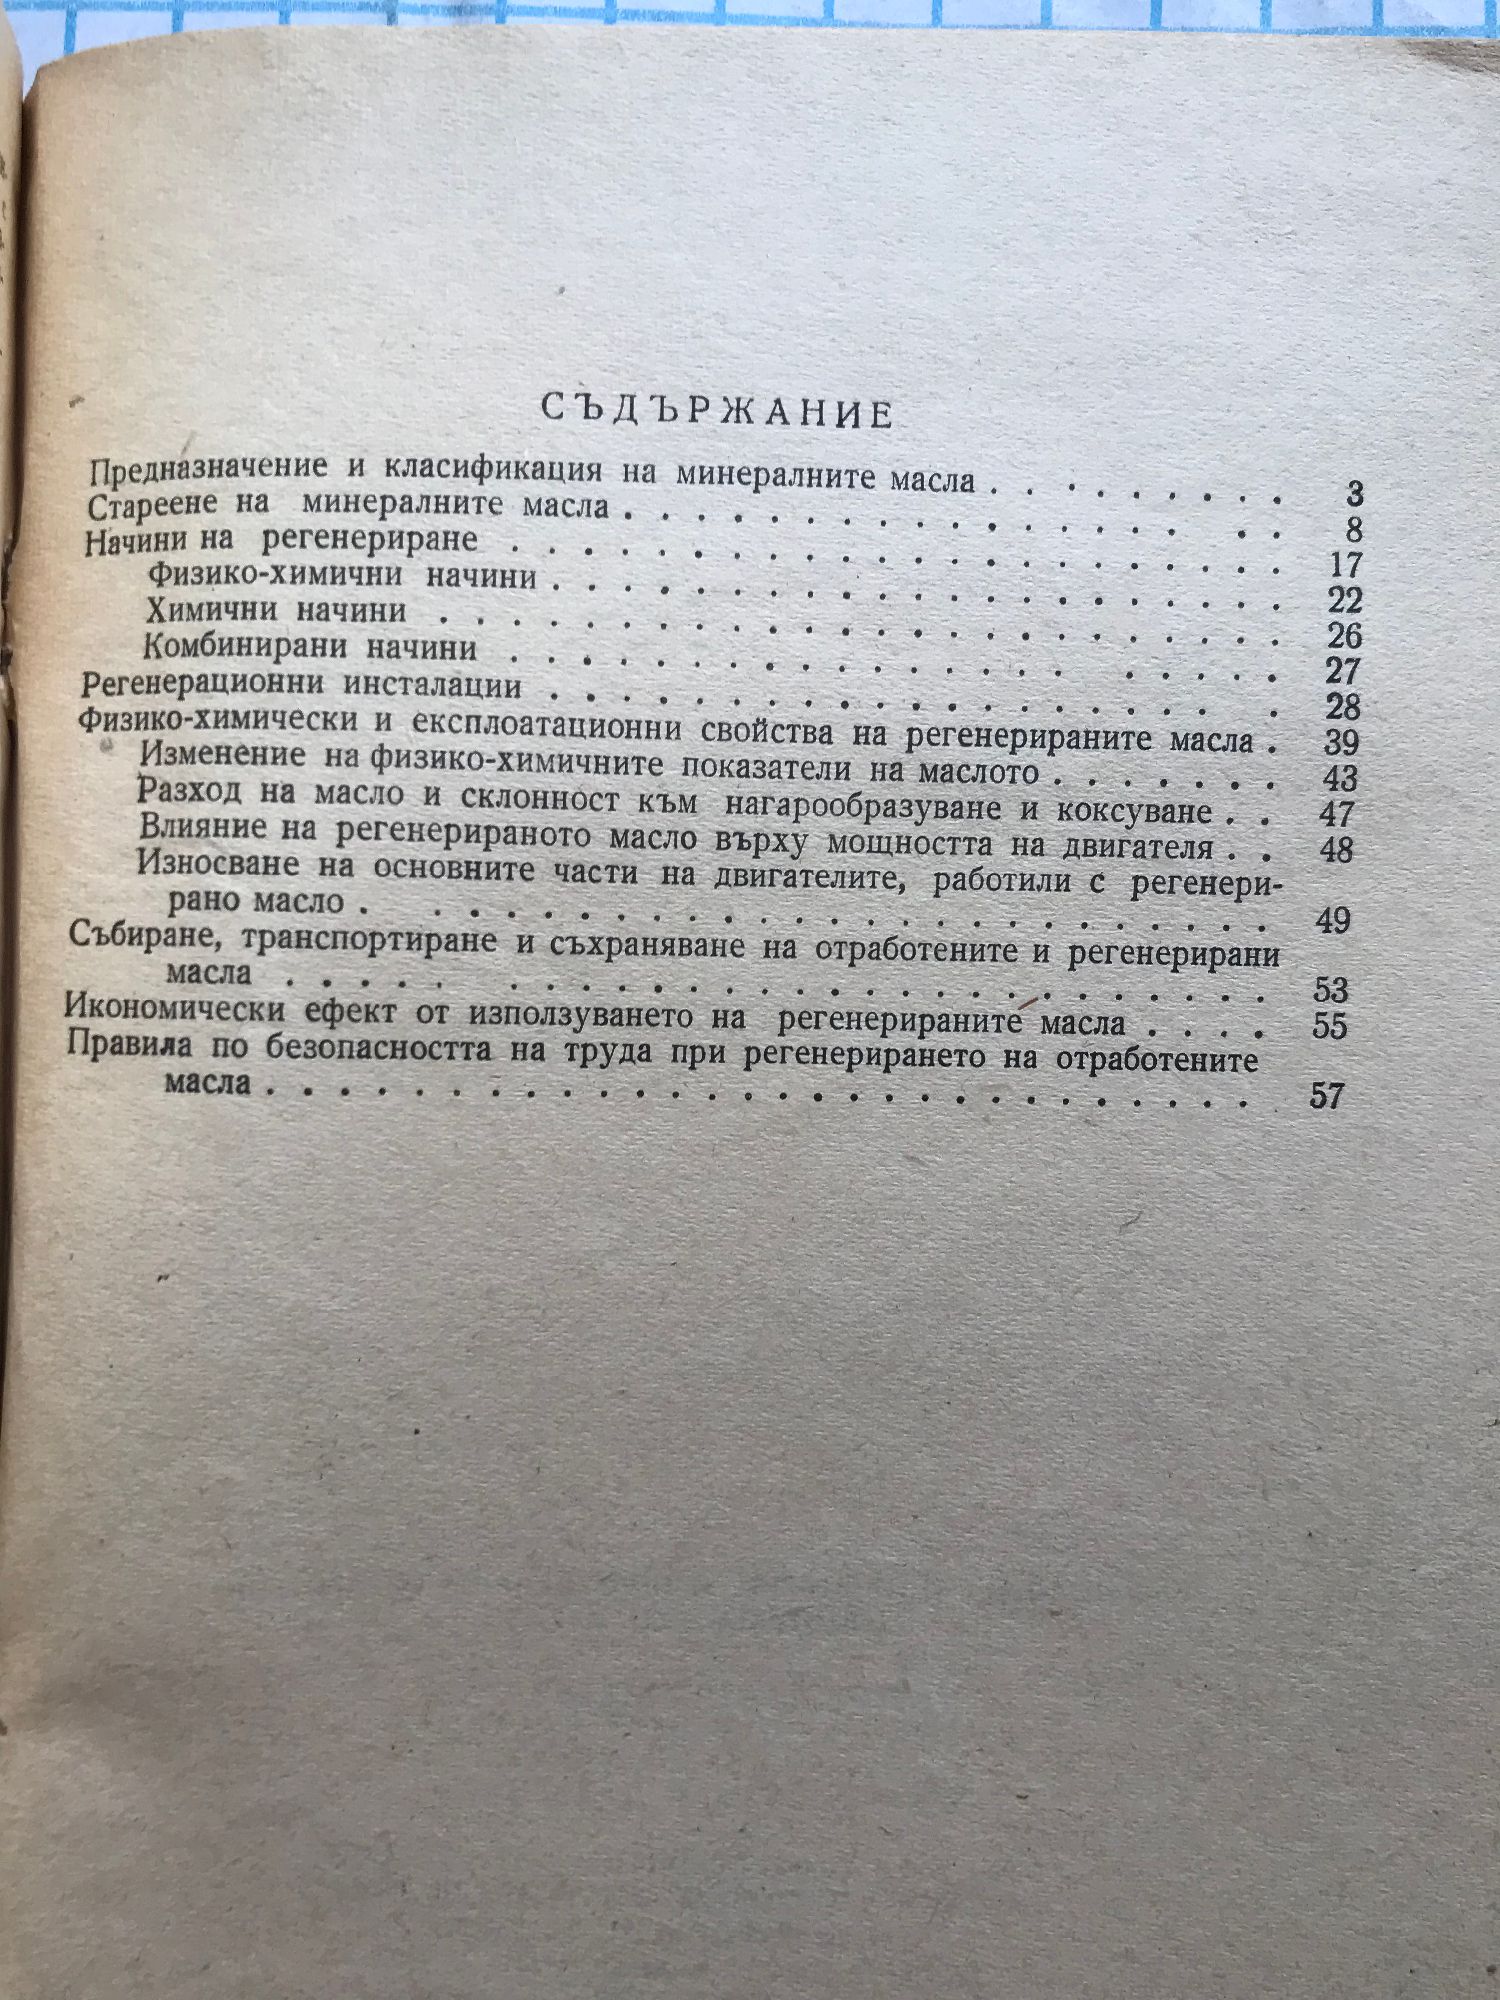 СЪДЪРЖАНИЕ
Предназначение и класификация на минералните масла . . . . . . . . 3
Стареене на минералните масла . . . . . . . . . . . . . . . . . . 8
Начини на регенериране . . . . . . . . . . . . . . . . . . . . . . 17
Физико-химични начини . . . . . . . . . . . . . . . . . . . . . 22
Химични начини . . . . . . . . . . . . . . . . . . . . . . . . 26
Комбинирани начини . . . . . . . . . . . . . . . . . . . . . 27
Регенерационни инсталации . . . . . . . . . . . . . . . . . . . . 28
Физико-химически и експлоатационни свойства на регенерираните масла . 39
Изменение на физико-химичните показатели на маслото . . . . . . . 43
Разход на масло и склонност към нагарообразуване и коксуване . . 47
Влияние на регенерираното масло върху мощността на двигателя . . 48
Износване на основните части на двигателите, работили с регенери-
рано масло . . . . . . . . . . . . . . . . . . . . . . . . . 49
Събиране, транспортиране и съхраняване на отработените и регенерирани
масла . . . . . . . . . . . . . . . . . . . . . . . . . . . 53
Икономически ефект от използуването на регенерираните масла . . . . 55
Правила по безопасността на труда при регенерирането на отработените
масла . . . . . . . . . . . . . . . . . . . . . . . . . . . . 57